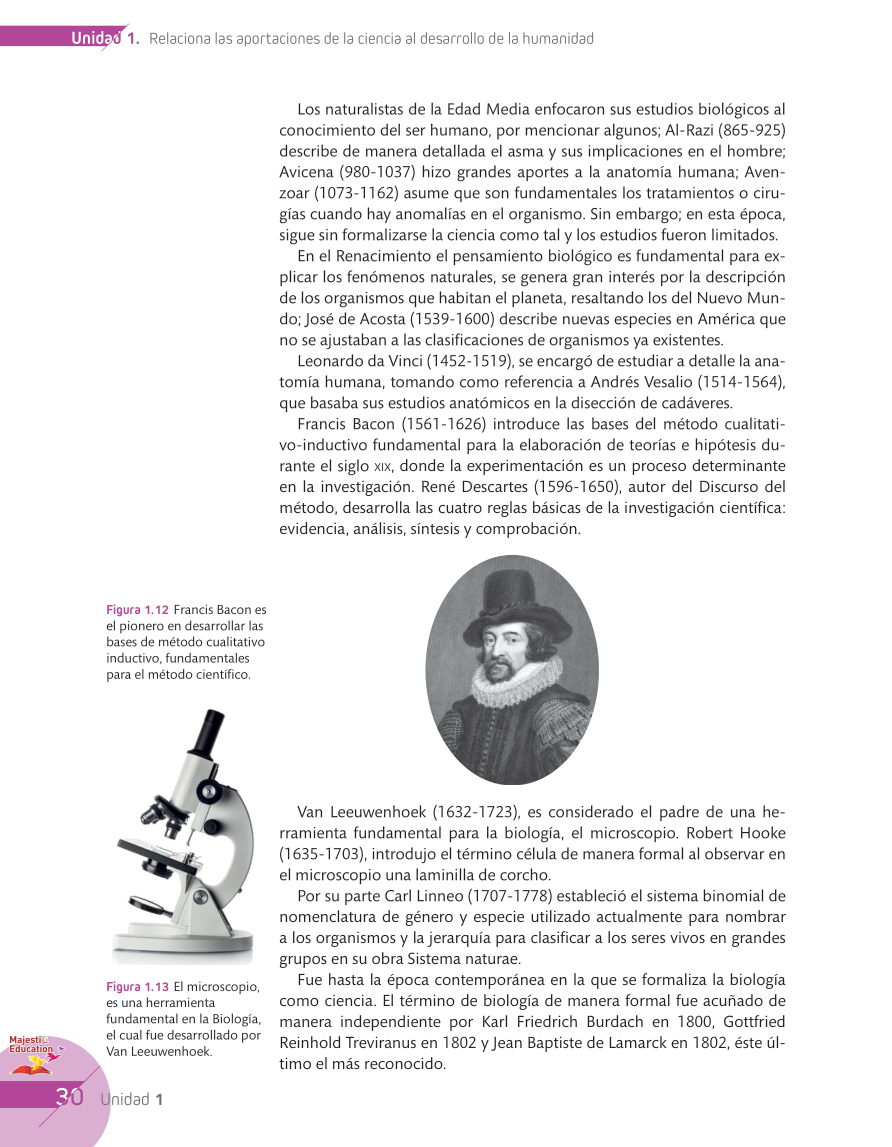 Unidad 1. Relaciona las aportaciones de la ciencia al desarrollo de la humanidad
Los naturalistas de la Edad Media enfocaron sus estudios biológicos al
conocimiento del ser humano, por mencionar algunos; Al-Razi (865-925)
describe de manera detallada el asma y sus implicaciones en el hombre;
Avicena (980-1037) hizo grandes aportes a la anatomía humana; Aven-
zoar (1073-1162) asume que son fundamentales los tratamientos o ciru-
gías cuando hay anomalías en el organismo. Sin embargo; en esta época,
sigue sin formalizarse la ciencia como tal y los estudios fueron limitados.
En el Renacimiento el pensamiento biológico es fundamental para ex-
plicar los fenómenos naturales, se genera gran interés por la descripción
de los organismos que habitan el planeta, resaltando los del Nuevo Mun-
do; José de Acosta (1539-1600) describe nuevas especies en América que
no se ajustaban a las clasificaciones de organismos ya existentes.
Leonardo da Vinci (1452-1519), se encargó de estudiar a detalle la ana-
tomía humana, tomando como referencia a Andrés Vesalio (1514-1564),
que basaba sus estudios anatómicos en la disección de cadáveres.
Francis Bacon (1561-1626) introduce las bases del método cualitati-
vo-inductivo fundamental para la elaboración de teorías e hipótesis du-
rante el siglo XIX, donde la experimentación es un proceso determinante
en la investigación. René Descartes (1596-1650), autor del Discurso del
método, desarrolla las cuatro reglas básicas de la investigación científica:
evidencia, análisis, síntesis y comprobación.
Figura 1.12 Francis Bacon es
el pionero en desarrollar las
bases de método cualitativo
inductivo, fundamentales
para el método científico.
Van Leeuwenhoek (1632-1723), es considerado el padre de una he-
rramienta fundamental para la biología, el microscopio. Robert Hooke
(1635-1703), introdujo el término célula de manera formal al observar en
el microscopio una laminilla de corcho.
Por su parte Carl Linneo (1707-1778) estableció el sistema binomial de
nomenclatura de género y especie utilizado actualmente para nombrar
a los organismos y la jerarquía para clasificar a los seres vivos en grandes
grupos en su obra Sistema naturae.
Fue hasta la época contemporánea en la que se formaliza la biología
como ciencia. El término de biología de manera formal fue acuñado de
manera independiente por Karl Friedrich Burdach en 1800, Gottfried
Reinhold Treviranus en 1802 y Jean Baptiste de Lamarck en 1802, éste úl-
timo el más reconocido.
Figura 1.13 El microscopio,
es una herramienta
fundamental en la Biología,
el cual fue desarrollado por
Van Leeuwenhoek.
Majestic
Education
30 Unidad 1